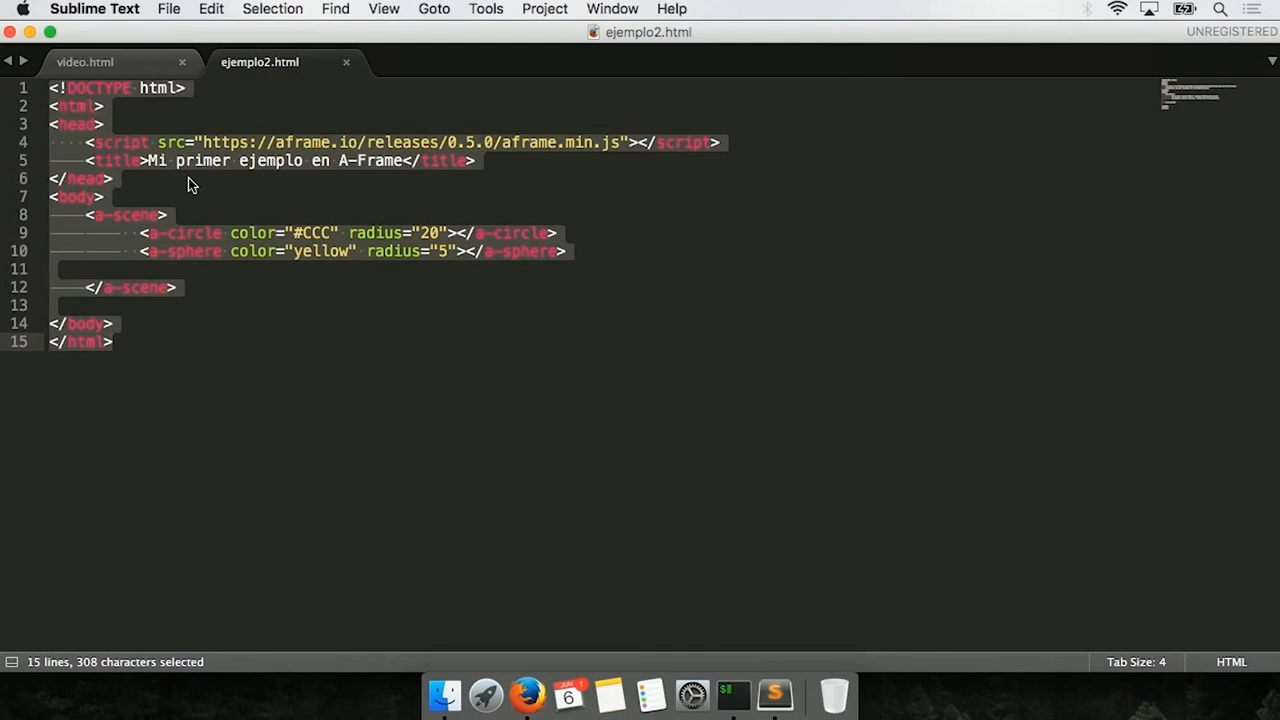 Sublime Text File Edit Selection Find View Goto Tools Project Window Help
ejemplo2.html UNREGISTERED
video.html × ejemplo2.html ×
1 <!DOCTYPE html>
2 <html>
3 <head>
4 <script src="https://aframe.io/releases/0.5.0/aframe.min.js"></script>
5 <title>Mi primer ejemplo en A-Frame</title>
6 </head>
7 <body>
8 <a-scene>
9 <a-circle color="#CCC" radius="20"></a-circle>
10 <a-sphere color="yellow" radius="5"></a-sphere>
11
12 </a-scene>
13
14 </body>
15 </html>
15 lines, 308 characters selected Tab Size: 4 HTML
JUN 1
6
$
S